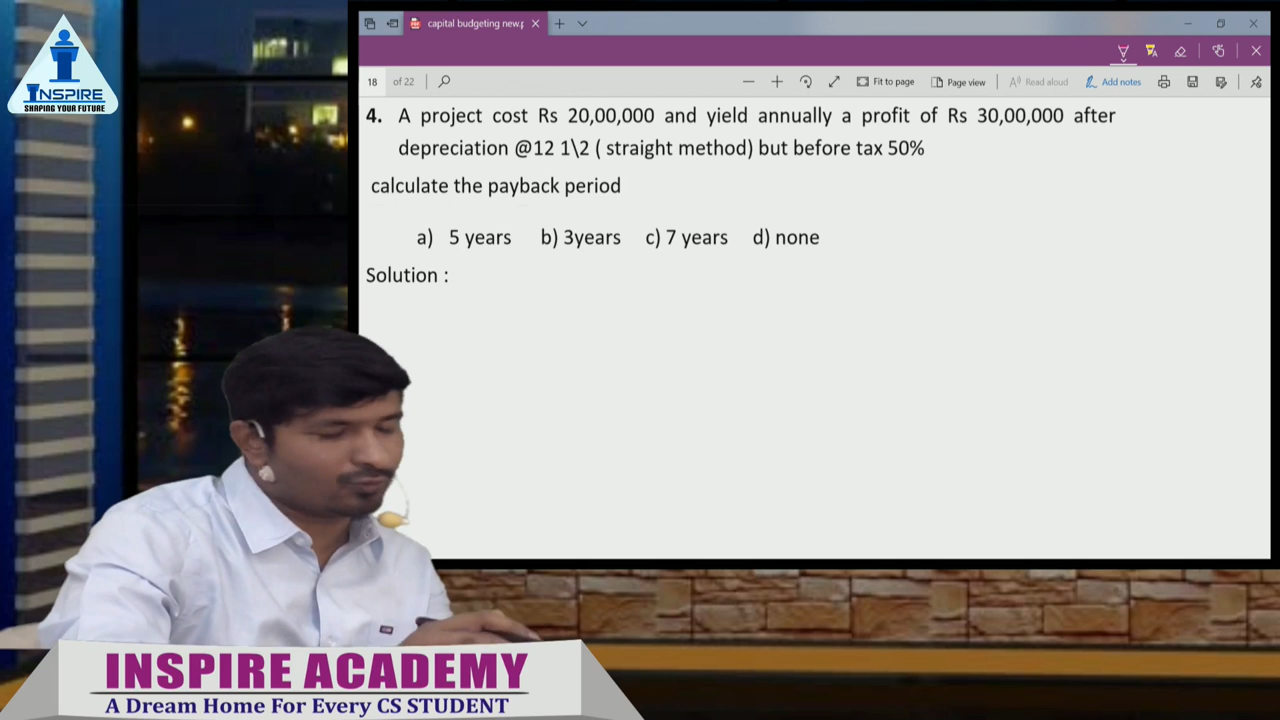 INSPIRE
SHAPING YOUR FUTURE
capital budgeting new.p
18 of 22
Fit to page
Page view
Read aloud
Add notes
4. A project cost Rs 20,00,000 and yield annually a profit of Rs 30,00,000 after
depreciation @12 1\2 ( straight method) but before tax 50%
calculate the payback period
a) 5 years b) 3years c) 7 years d) none
Solution :
INSPIRE ACADEMY
A Dream Home For Every CS STUDENT